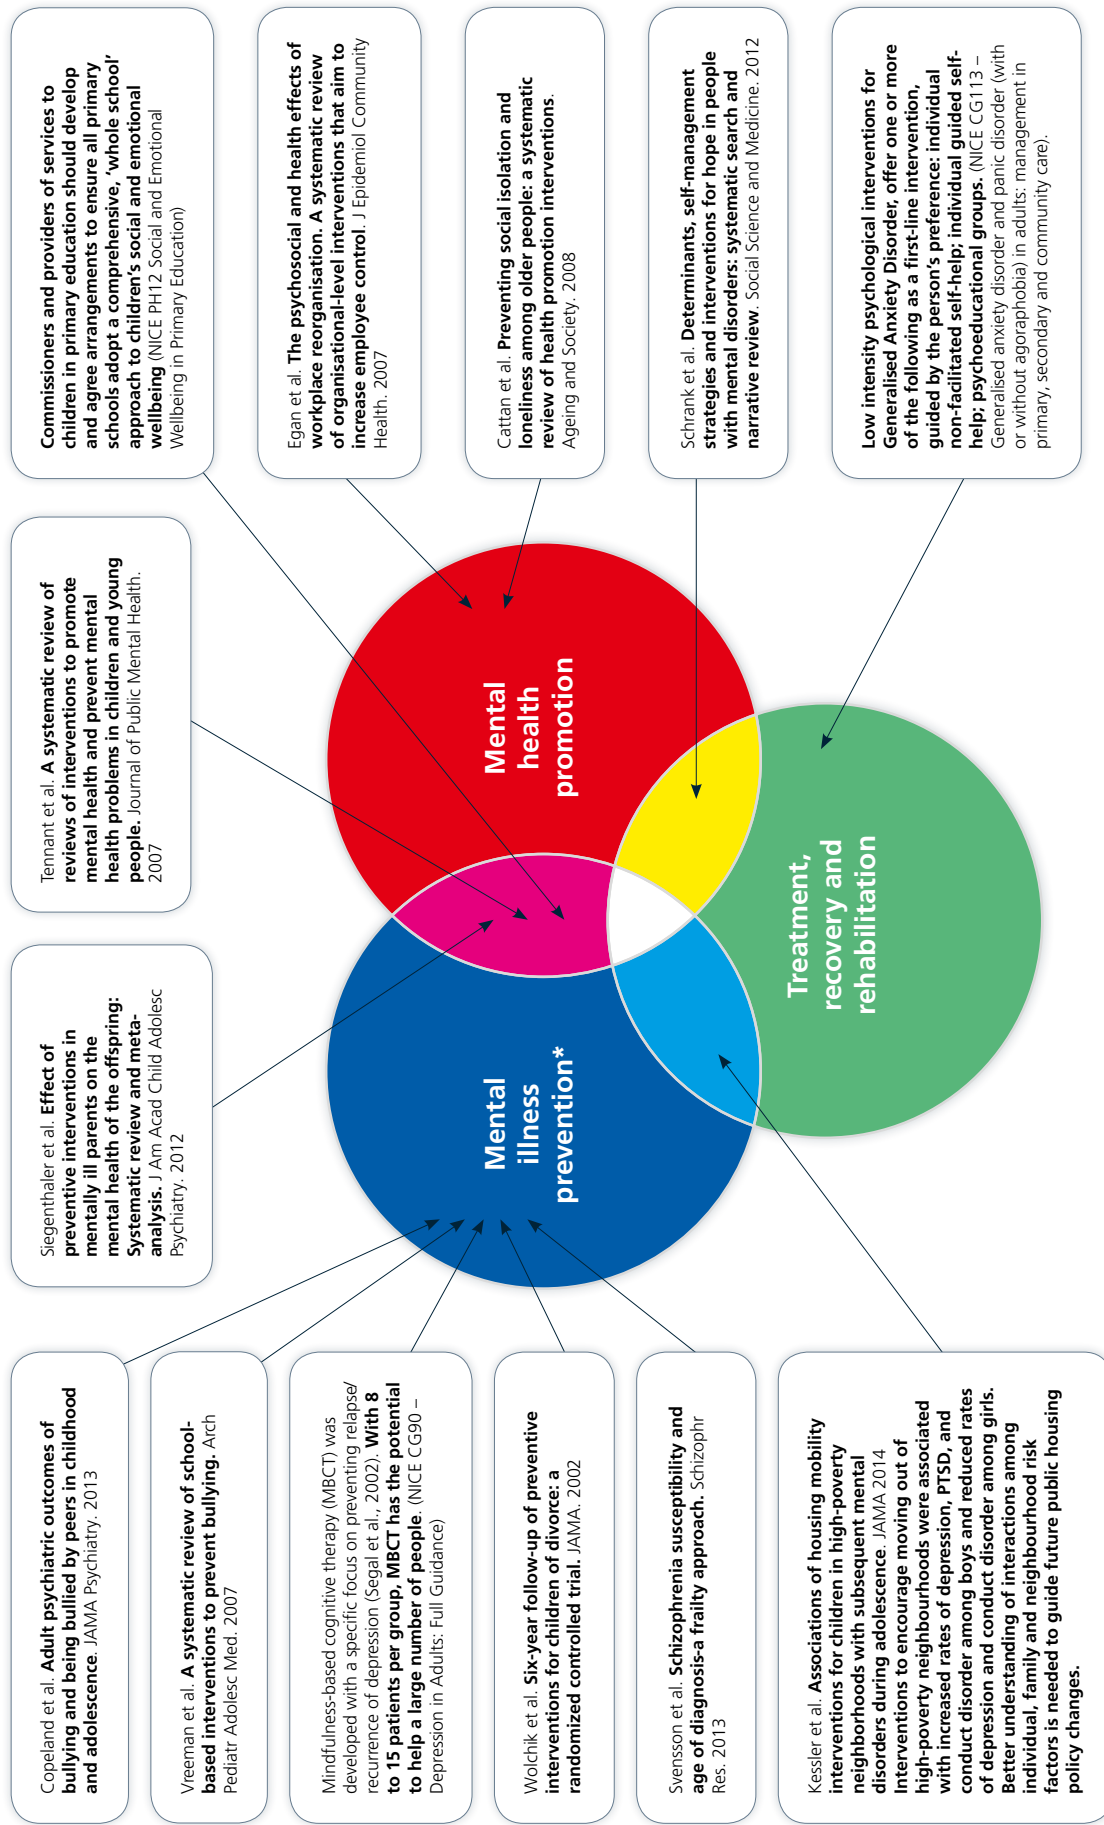 Copeland et al. Adult psychiatric outcomes of
bullying and being bullied by peers in childhood
and adolescence. JAMA Psychiatry. 2013
Vreeman et al. A systematic review of school-
based interventions to prevent bullying. Arch
Pediatr Adolesc Med. 2007
Mindfulness-based cognitive therapy (MBCT) was
developed with a specific focus on preventing relapse/
recurrence of depression (Segal et al., 2002). With 8
to 15 patients per group, MBCT has the potential
to help a large number of people. (NICE CG90 –
Depression in Adults: Full Guidance)
Wolchik et al. Six-year follow-up of preventive
interventions for children of divorce: a
randomized controlled trial. JAMA. 2002
Svensson et al. Schizophrenia susceptibility and
age of diagnosis-a frailty approach. Schizophr
Res. 2013
Kessler et al. Associations of housing mobility
interventions for children in high-poverty
neighborhoods with subsequent mental
disorders during adolescence. JAMA 2014
Interventions to encourage moving out of
high-poverty neighbourhoods were associated
with increased rates of depression, PTSD, and
conduct disorder among boys and reduced rates
of depression and conduct disorder among girls.
Better understanding of interactions among
individual, family and neighbourhood risk
factors is needed to guide future public housing
policy changes.
Siegenthaler et al. Effect of
preventive interventions in
mentally ill parents on the
mental health of the offspring:
Systematic review and meta-
analysis. J Am Acad Child Adolesc
Psychiatry. 2012
Tennant et al. A systematic review of
reviews of interventions to promote
mental health and prevent mental
health problems in children and young
people. Journal of Public Mental Health.
2007
Mental
illness
prevention*
Mental
health
promotion
Treatment,
recovery and
rehabilitation
Commissioners and providers of services to
children in primary education should develop
and agree arrangements to ensure all primary
schools adopt a comprehensive, ‘whole school’
approach to children’s social and emotional
wellbeing (NICE PH12 Social and Emotional
Wellbeing in Primary Education)
Egan et al. The psychosocial and health effects of
workplace reorganisation. A systematic review
of organisational-level interventions that aim to
increase employee control. J Epidemiol Community
Health. 2007
Cattan et al. Preventing social isolation and
loneliness among older people: a systematic
review of health promotion interventions.
Ageing and Society. 2008
Schrank et al. Determinants, self-management
strategies and interventions for hope in people
with mental disorders: systematic search and
narrative review. Social Science and Medicine. 2012
Low intensity psychological interventions for
Generalised Anxiety Disorder, offer one or more
of the following as a first-line intervention,
guided by the person’s preference: individual
non-facilitated self-help; individual guided self-
help; psychoeducational groups. (NICE CG113 –
Generalised anxiety disorder and panic disorder (with
or without agoraphobia) in adults: management in
primary, secondary and community care).